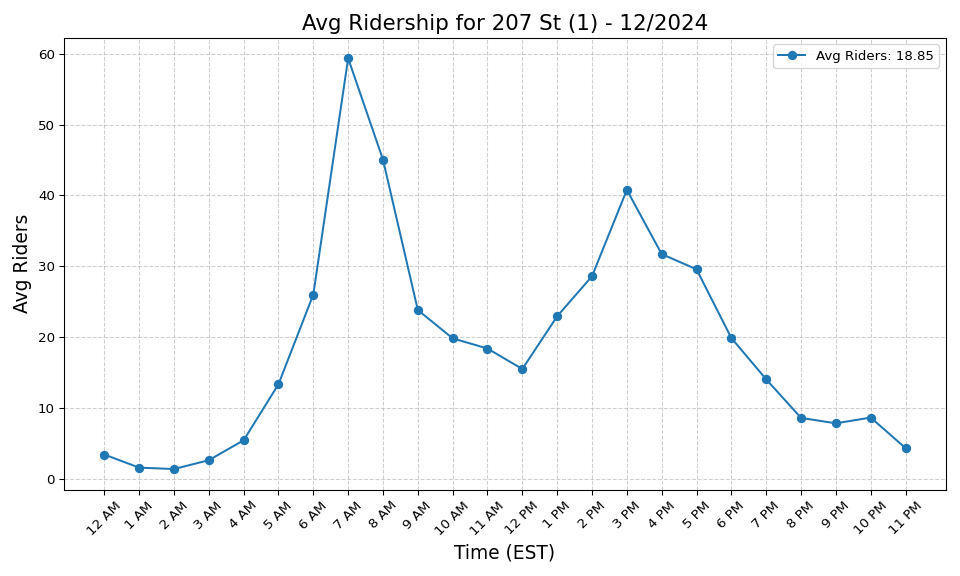 Avg Ridership for 207 St (1) - 12/2024
Avg Riders: 18.85
Avg Riders
60
50
40
30
20
10
0
12 AM
1 AM
2 AM
3 AM
4 AM
5 AM
6 AM
7 AM
8 AM
9 AM
10 AM
11 AM
12 PM
1 PM
2 PM
3 PM
4 PM
5 PM
6 PM
7 PM
8 PM
9 PM
10 PM
11 PM
Time (EST)